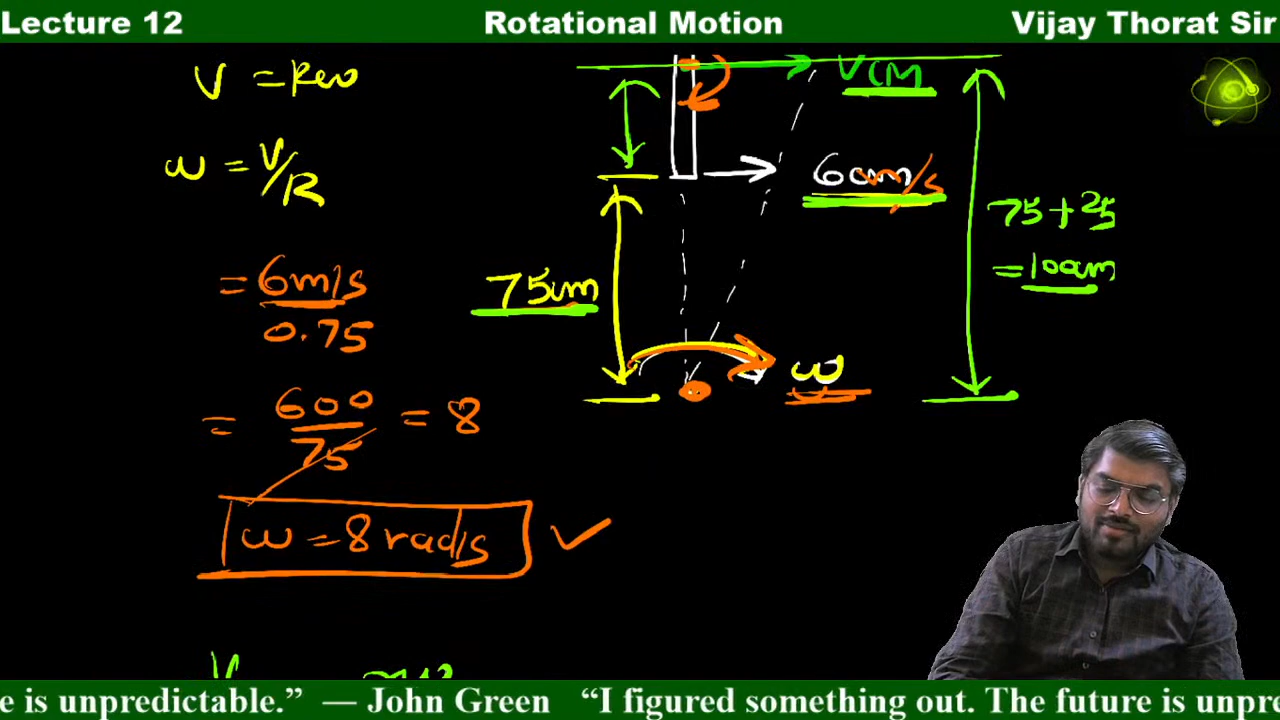 Lecture 12
Rotational Motion
Vijay Thorat Sir
V = Rω
ω = V/R
= 6m/s
0.75
= 600
75
= 8
ω = 8 rad/s
VCM
6cm/s
75cm
75+25
= 100cm
ω
e is unpredictable.” — John Green “I figured something out. The future is unpre